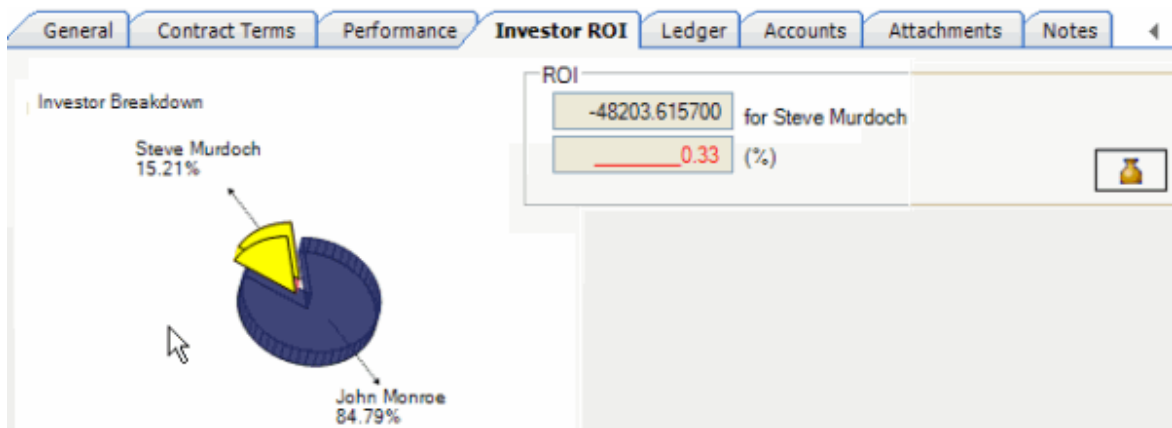 General Contract Terms Performance Investor ROI Ledger Accounts Attachments Notes
ROI
Investor Breakdown
-48203.615700 for Steve Murdoch
_______0.33 (%)
Steve Murdoch
15.21%
John Monroe
84.79%